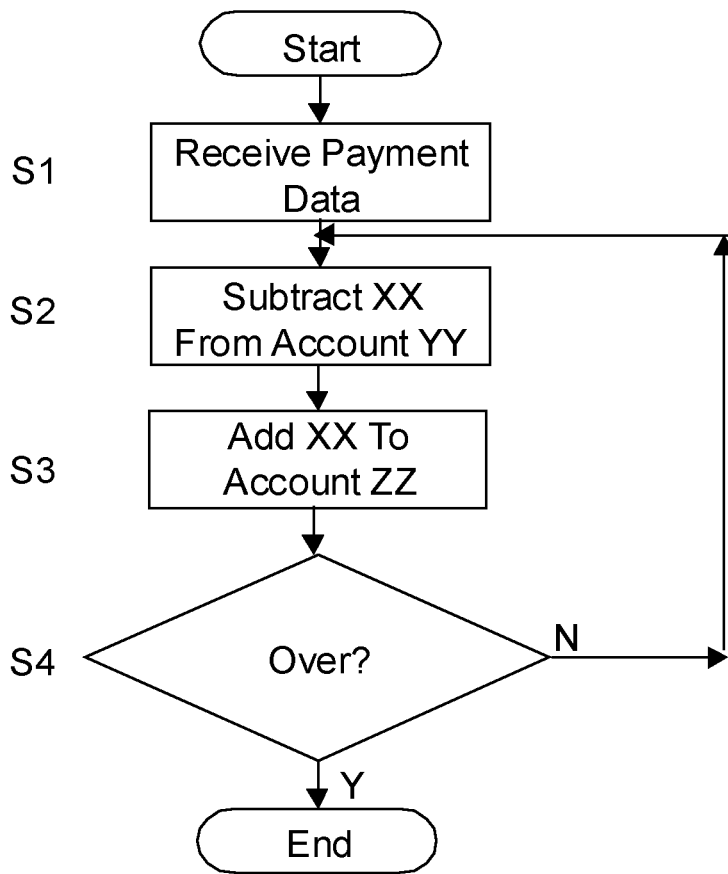 Start
S1
Receive Payment
Data
S2
Subtract XX
From Account YY
S3
Add XX To
Account ZZ
S4
Over?
N
Y
End